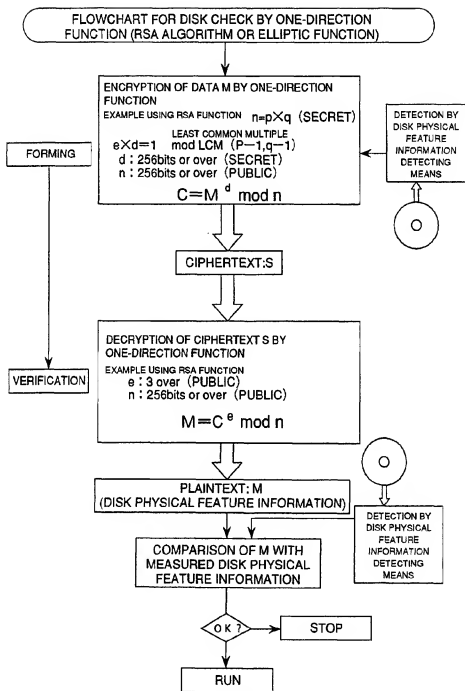 FLOWCHART FOR DISK CHECK BY ONE-DIRECTION
FUNCTION (RSA ALGORITHM OR ELLIPTIC FUNCTION)
ENCRYPTION OF DATA M BY ONE-DIRECTION
FUNCTION
EXAMPLE USING RSA FUNCTION n=p×q (SECRET)
LEAST COMMON MULTIPLE
e×d=1 mod LCM (P−1,q−1)
d : 256bits or over (SECRET)
n : 256bits or over (PUBLIC)
C=M^d mod n
DETECTION BY
DISK PHYSICAL
FEATURE
INFORMATION
DETECTING
MEANS
FORMING
CIPHERTEXT:S
DECRYPTION OF CIPHERTEXT S BY
ONE-DIRECTION FUNCTION
EXAMPLE USING RSA FUNCTION
e : 3 over (PUBLIC)
n : 256bits or over (PUBLIC)
M=C^e mod n
VERIFICATION
PLAINTEXT: M
(DISK PHYSICAL FEATURE INFORMATION)
DETECTION BY
DISK PHYSICAL
FEATURE
INFORMATION
DETECTING
MEANS
COMPARISON OF M WITH
MEASURED DISK PHYSICAL
FEATURE INFORMATION
OK?
STOP
RUN